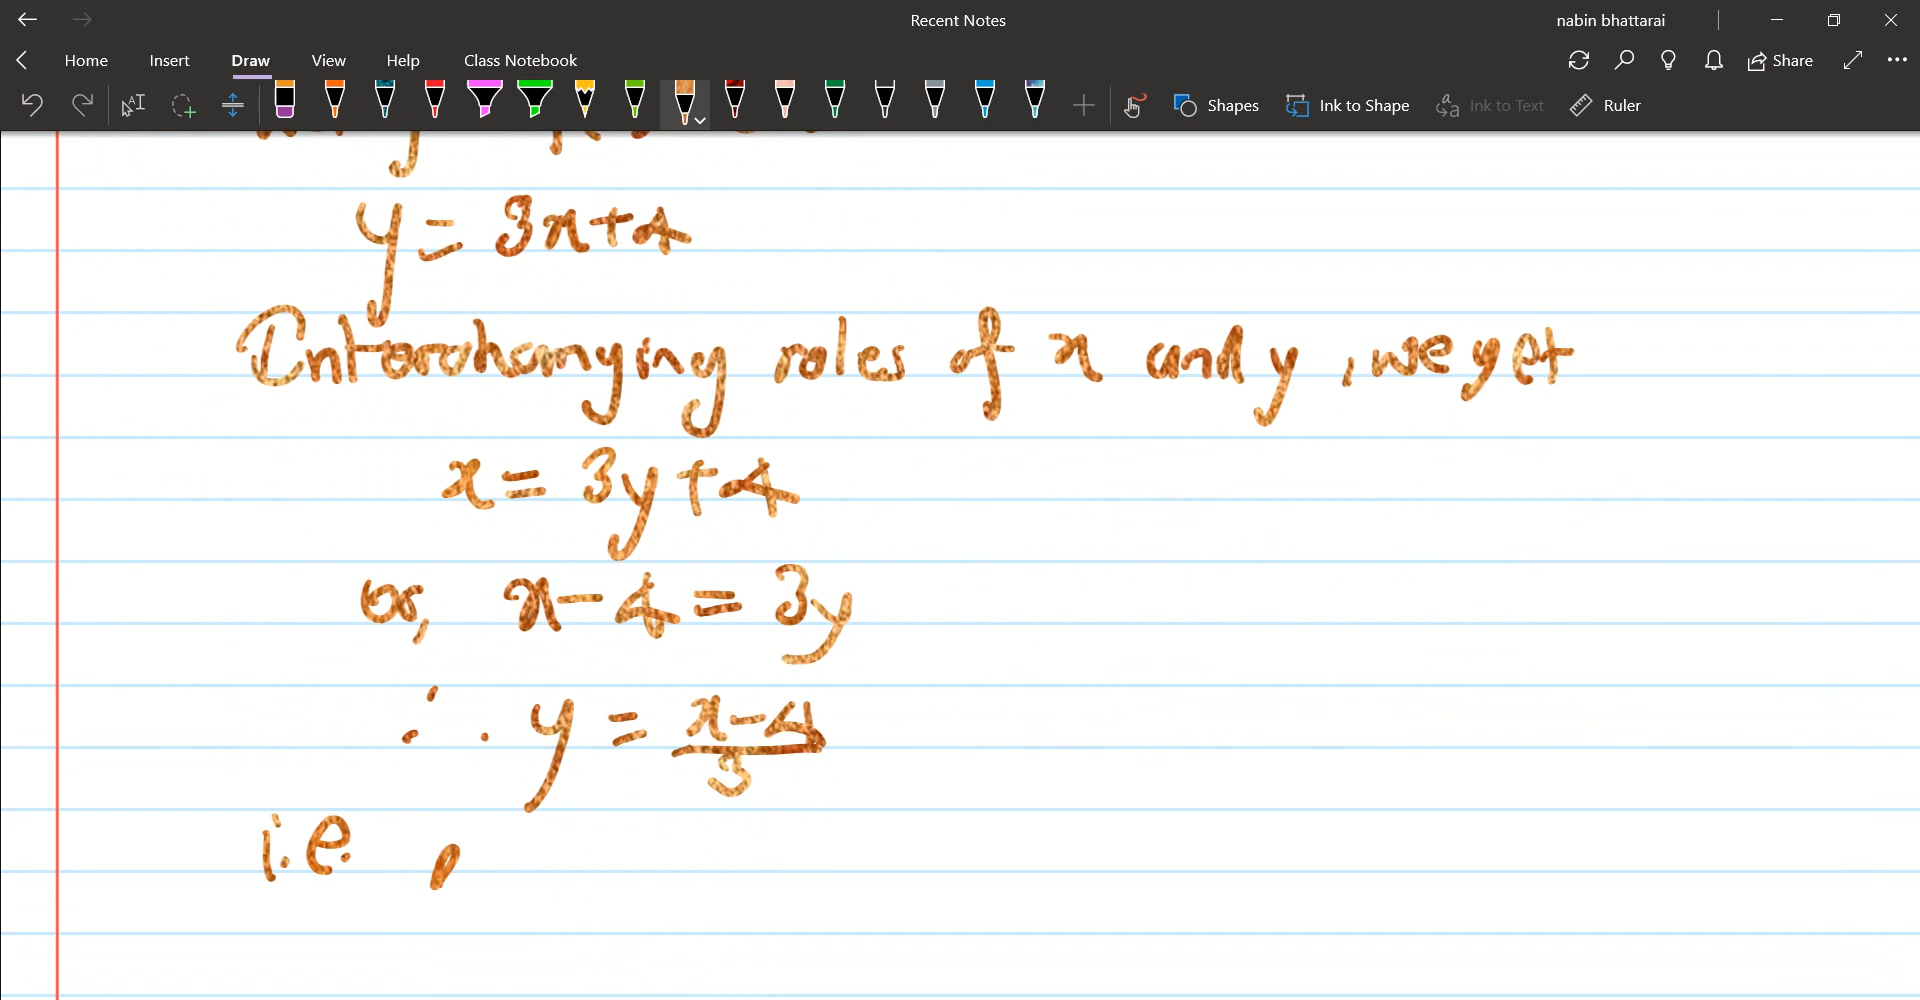 Recent Notes
nabin bhattarai
Home Insert Draw View Help Class Notebook
Share
Shapes Ink to Shape Ink to Text Ruler
y = 3x+4
Interchanging roles of x and y, we get
x = 3y+4
or, x-4 = 3y
∴ y = (x-4)/3
i.e.